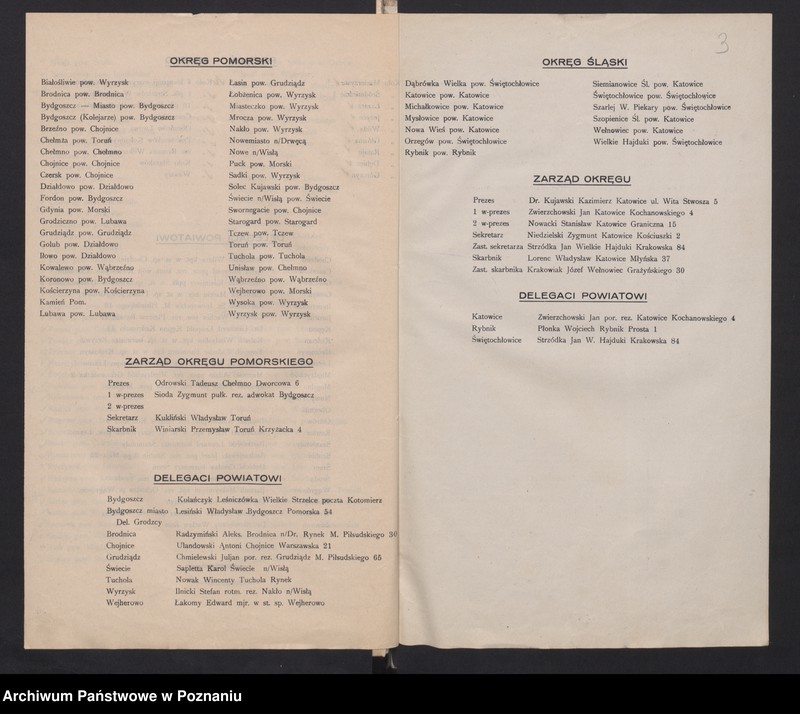 OKRĘG POMORSKI
Białośliwie pow. Wyrzysk
Brodnica pow. Brodnica
Bydgoszcz — Miasto pow. Bydgoszcz
Bydgoszcz (Kolejarze) pow. Bydgoszcz
Brzeźno pow. Chojnice
Chełmża pow. Toruń
Chełmno pow. Chełmno
Chojnice pow. Chojnice
Czersk pow. Chojnice
Działdowo pow. Działdowo
Fordon pow. Bydgoszcz
Gdynia pow. Morski
Grodziczno pow. Lubawa
Grudziądz pow. Grudziądz
Golub pow. Działdowo
Iłowo pow. Działdowo
Kowalewo pow. Wąbrzeźno
Koronowo pow. Bydgoszcz
Kościerzyna pow. Kościerzyna
Kamień Pom.
Lubawa pow. Lubawa
Łasin pow. Grudziądz
Łobżenica pow. Wyrzysk
Miasteczko pow. Wyrzysk
Mrocza pow. Wyrzysk
Nakło pow. Wyrzysk
Nowemiasto n/Drwęcą
Nowe n/Wisłą
Puck pow. Morski
Sadki pow. Wyrzysk
Solec Kujawski pow. Bydgoszcz
Świecie n/Wisłą pow. Świecie
Swornegacie pow. Chojnice
Starogard pow. Starogard
Tczew pow. Tczew
Toruń pow. Toruń
Tuchola pow. Tuchola
Unisław pow. Chełmno
Wąbrzeźno pow. Wąbrzeźno
Wejherowo pow. Morski
Wysoka pow. Wyrzysk
Wyrzysk pow. Wyrzysk
ZARZĄD OKRĘGU POMORSKIEGO
Prezes Odrowski Tadeusz Chełmno Dworcowa 6
1 w-prezes Sioda Zygmunt pułk. rez. adwokat Bydgoszcz
2 w-prezes
Sekretarz Kukliński Władysław Toruń
Skarbnik Winiarski Przemysław Toruń Krzyżacka 4
DELEGACI POWIATOWI
Bydgoszcz Kolańczyk Leśniczówka Wielkie Strzelce poczta Kotomierz
Bydgoszcz miasto Lesiński Władysław Bydgoszcz Pomorska 54
Del. Grodzcy
Brodnica Radzymiński Aleks. Brodnica n/Dr. Rynek M. Piłsudskiego 30
Chojnice Ulandowski Antoni Chojnice Warszawska 21
Grudziądz Chmielewski Juljan por. rez. Grudziądz M. Piłsudskiego 65
Świecie Sapletta Karol Świecie n/Wisłą
Tuchola Nowak Wincenty Tuchola Rynek
Wyrzysk Ilnicki Stefan rotm. rez. Nakło n/Wisłą
Wejherowo Łakomy Edward mjr. w st. sp. Wejherowo
3
OKRĘG ŚLĄSKI
Dąbrówka Wielka pow. Świętochłowice
Katowice pow. Katowice
Michałkowice pow. Katowice
Mysłowice pow. Katowice
Nowa Wieś pow. Katowice
Orzegów pow. Świętochłowice
Rybnik pow. Rybnik
Siemianowice Śl. pow. Katowice
Świętochłowice pow. Świętochłowice
Szarlej W. Piekary pow. Świętochłowice
Szopienice Śl. pow. Katowice
Wełnowiec pow. Katowice
Wielkie Hajduki pow. Świętochłowice
ZARZĄD OKRĘGU
Prezes Dr. Kujawski Kazimierz Katowice ul. Wita Stwosza 5
1 w-prezes Zwierzchowski Jan Katowice Kochanowskiego 4
2 w-prezes Nowacki Stanisław Katowice Graniczna 15
Sekretarz Niedzielski Zygmunt Katowice Kościuszki 2
Zast. sekretarza Strzódka Jan Wielkie Hajduki Krakowska 84
Skarbnik Lorenc Władysław Katowice Młyńska 37
Zast. skarbnika Krakowiak Józef Wełnowiec Grażyńskiego 30
DELEGACI POWIATOWI
Katowice Zwierzchowski Jan por. rez. Katowice Kochanowskiego 4
Rybnik Płonka Wojciech Rybnik Prosta 1
Świętochłowice Strzódka Jan W. Hajduki Krakowska 84
Archiwum Państwowe w Poznaniu